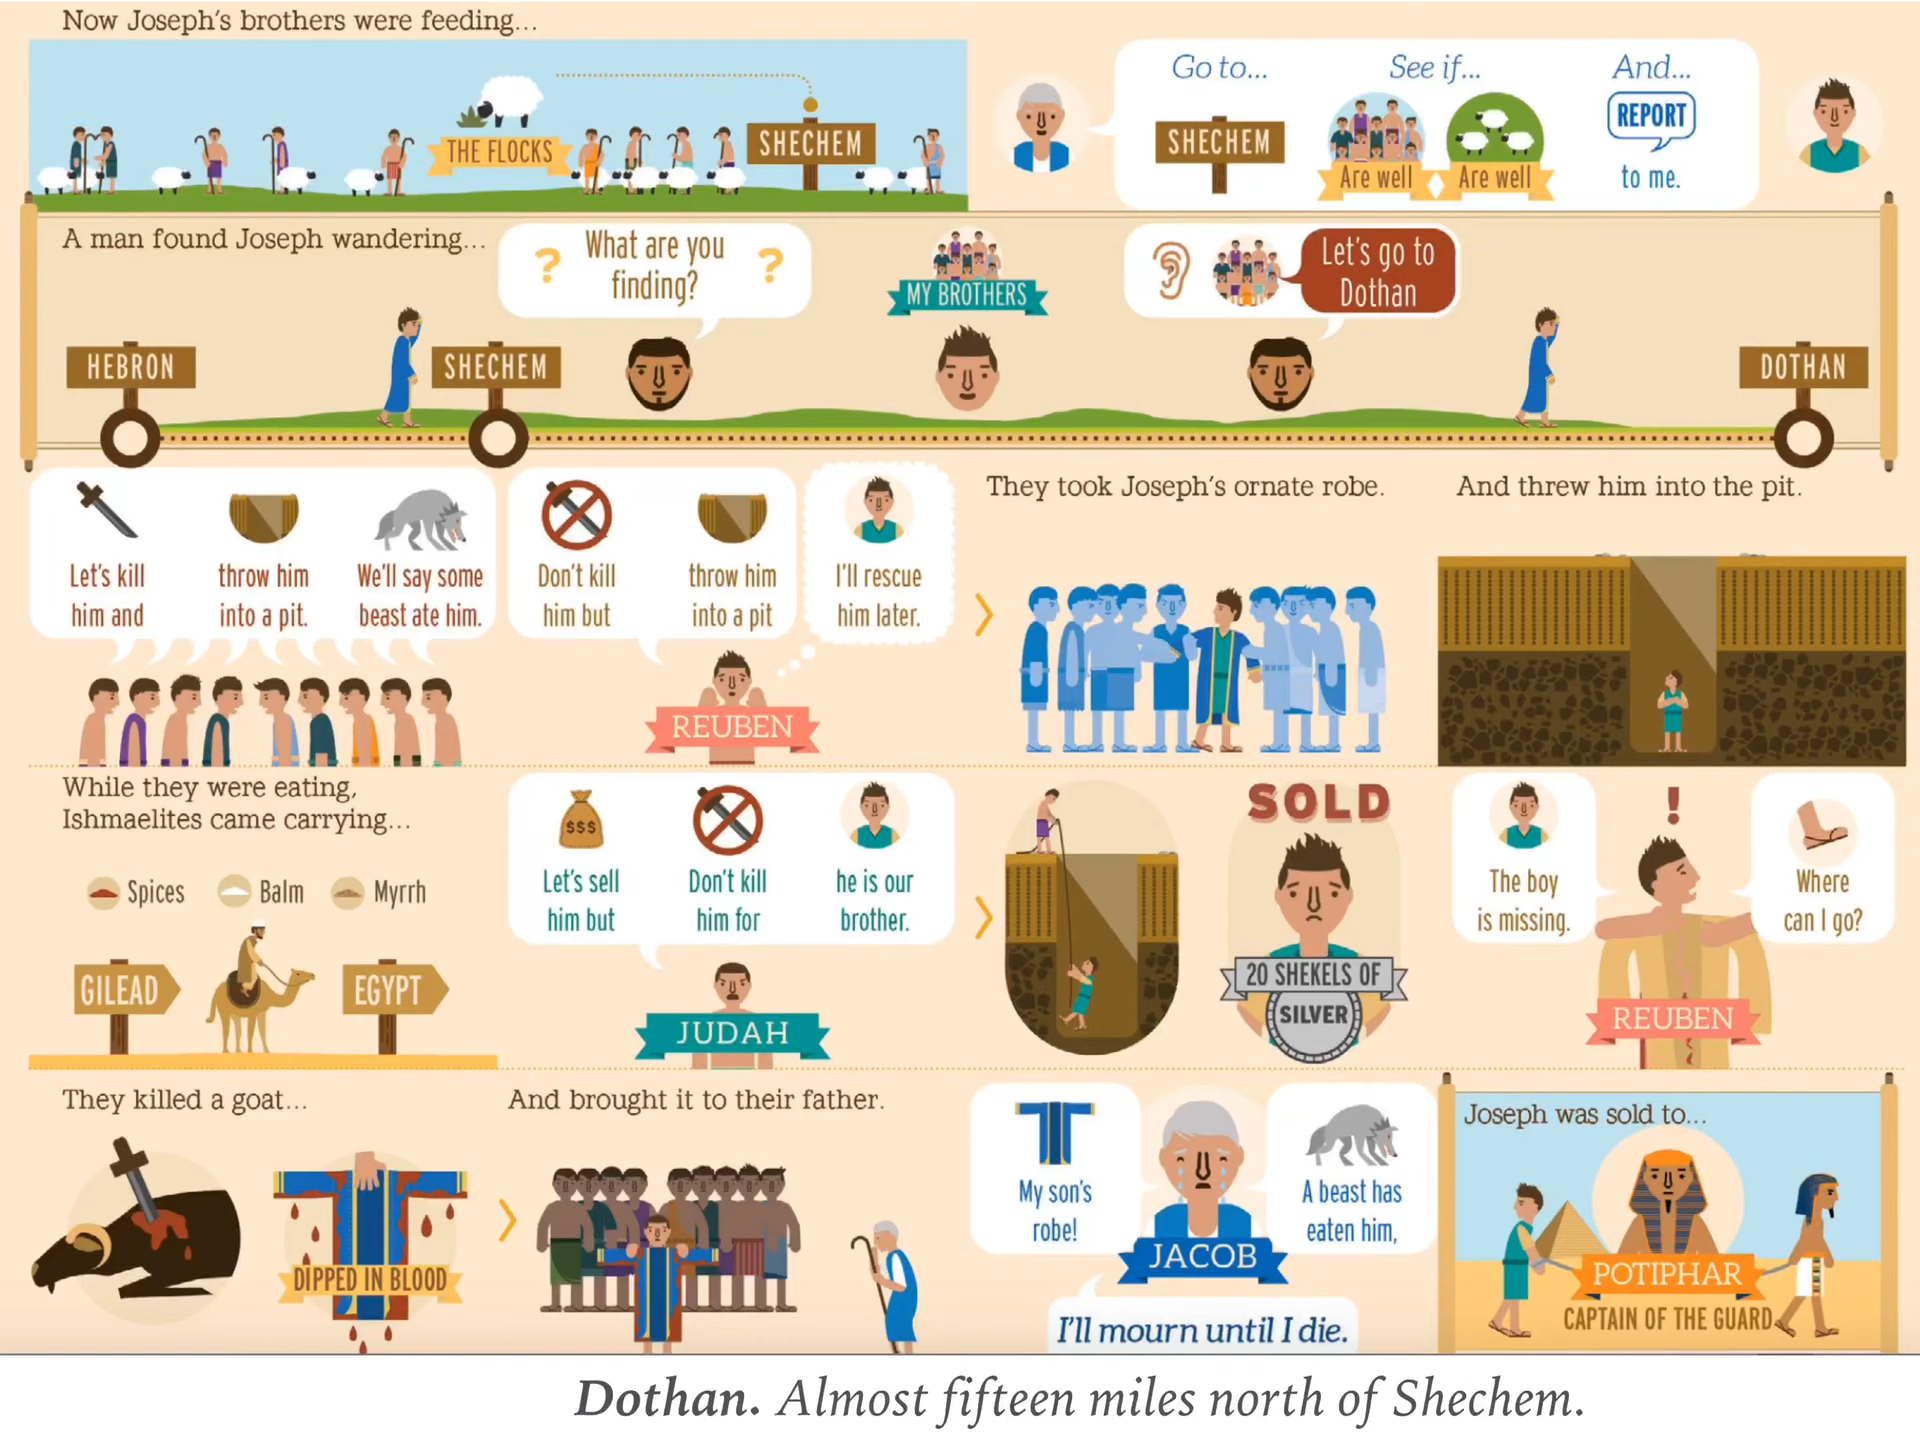 Now Joseph's brothers were feeding...
THE FLOCKS
SHECHEM
Go to...
SHECHEM
See if...
Are well
Are well
And...
REPORT
to me.
A man found Joseph wandering...
What are you
finding?
?
?
MY BROTHERS
Let's go to
Dothan
HEBRON
SHECHEM
DOTHAN
Let's kill
him and
throw him
into a pit.
We'll say some
beast ate him.
Don't kill
him but
throw him
into a pit
I'll rescue
him later.
REUBEN
They took Joseph's ornate robe.
And threw him into the pit.
While they were eating,
Ishmaelites came carrying...
Spices
Balm
Myrrh
GILEAD
EGYPT
$$$
Let's sell
him but
Don't kill
him for
he is our
brother.
JUDAH
SOLD
20 SHEKELS OF
SILVER
The boy
is missing.
!
Where
can I go?
REUBEN
They killed a goat...
DIPPED IN BLOOD
And brought it to their father.
My son's
robe!
A beast has
eaten him,
JACOB
I'll mourn until I die.
Joseph was sold to...
POTIPHAR
CAPTAIN OF THE GUARD
Dothan. Almost fifteen miles north of Shechem.